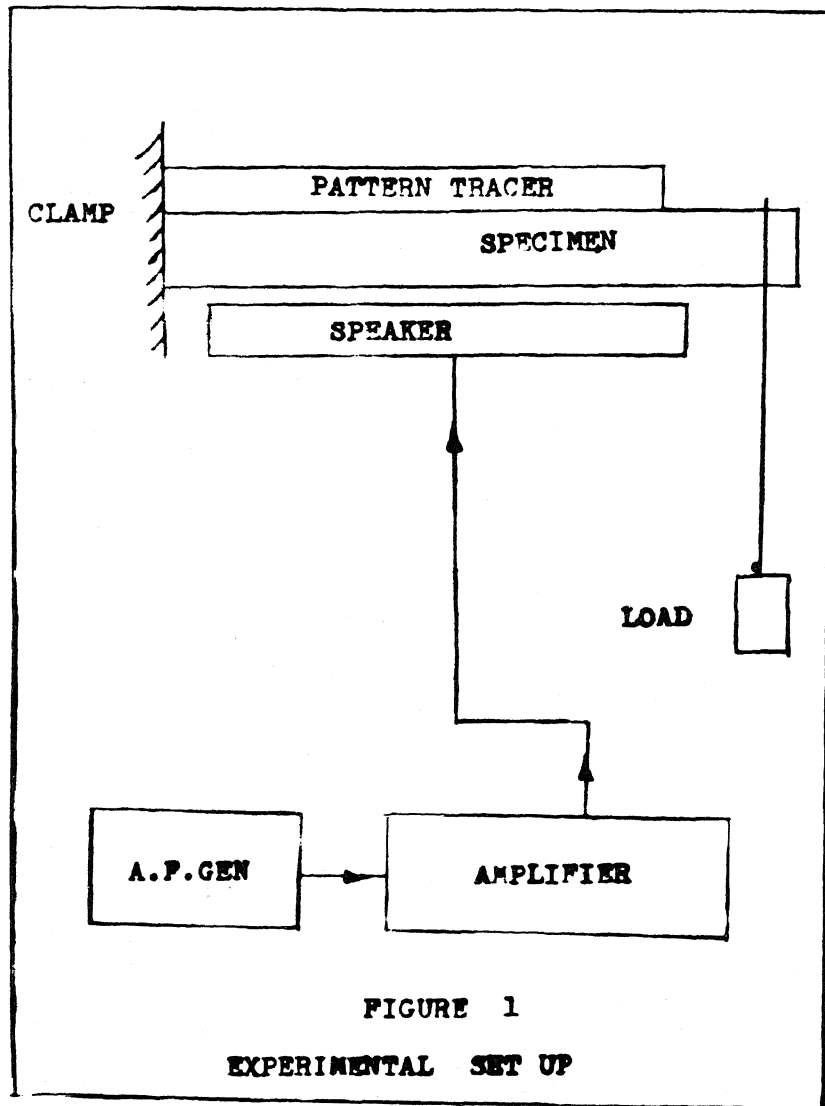 PATTERN TRACER
CLAMP
SPECIMEN
SPEAKER
LOAD
A.F.GEN
AMPLIFIER
FIGURE 1
EXPERIMENTAL SET UP